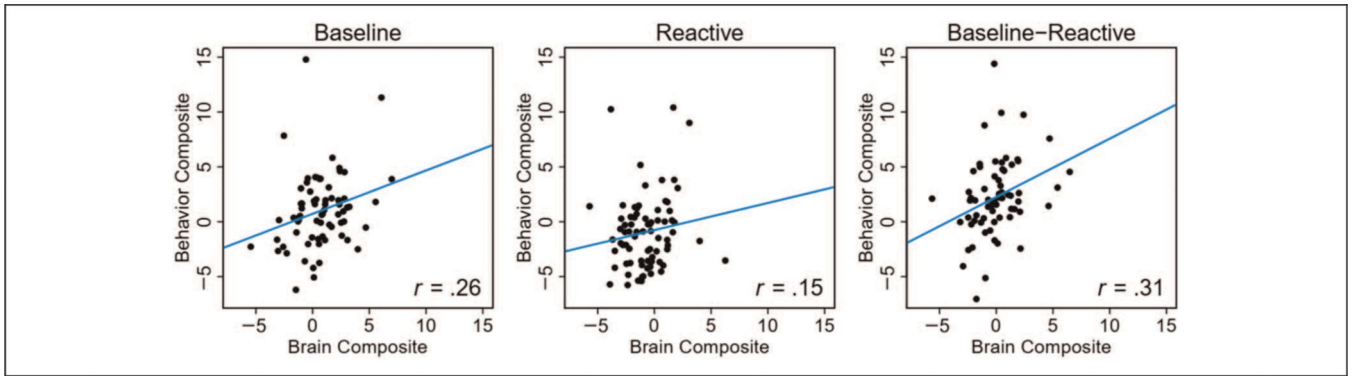 Baseline
Reactive
Baseline−Reactive
Behavior Composite
15
10
5
0
−5
r = .26
−5 0 5 10 15
Brain Composite
Behavior Composite
15
10
5
0
−5
r = .15
−5 0 5 10 15
Brain Composite
Behavior Composite
15
10
5
0
−5
r = .31
−5 0 5 10 15
Brain Composite